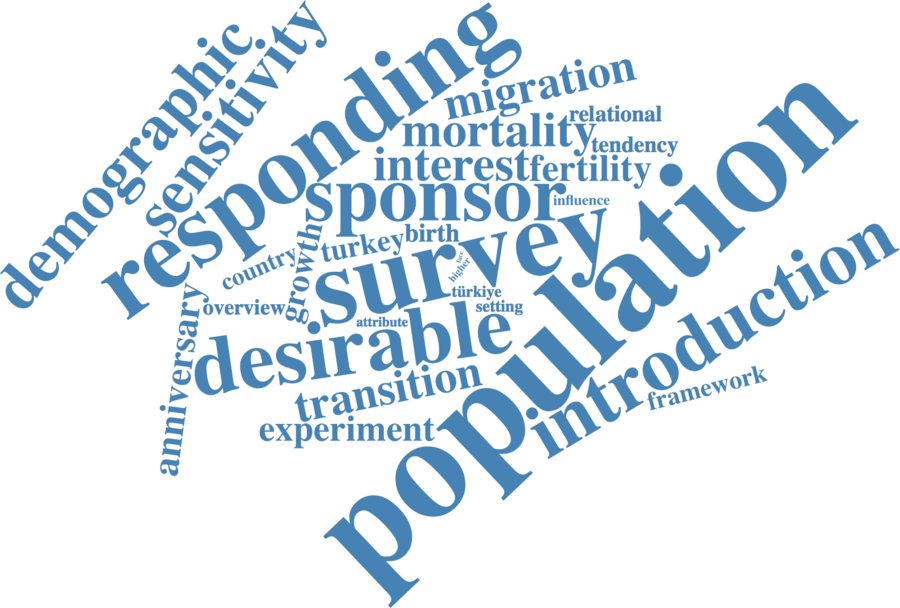 demographic
sensitivity
responding
migration
relational
mortality
tendency
interest
fertility
sponsor
influence
birth
turkey
country
growth
survey
higher
türkiye
setting
overview
attribute
anniversary
desirable
population
transition
introduction
framework
experiment